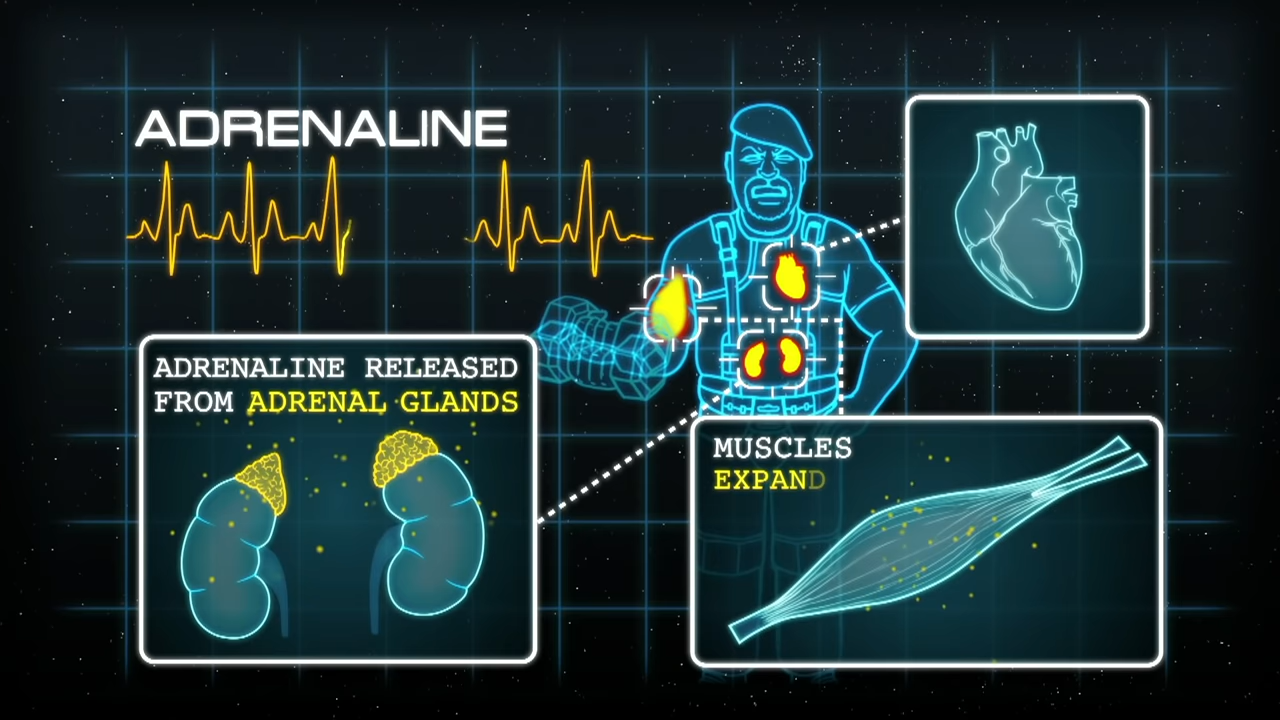 ADRENALINE
ADRENALINE RELEASED
FROM ADRENAL GLANDS
MUSCLES
EXPAND